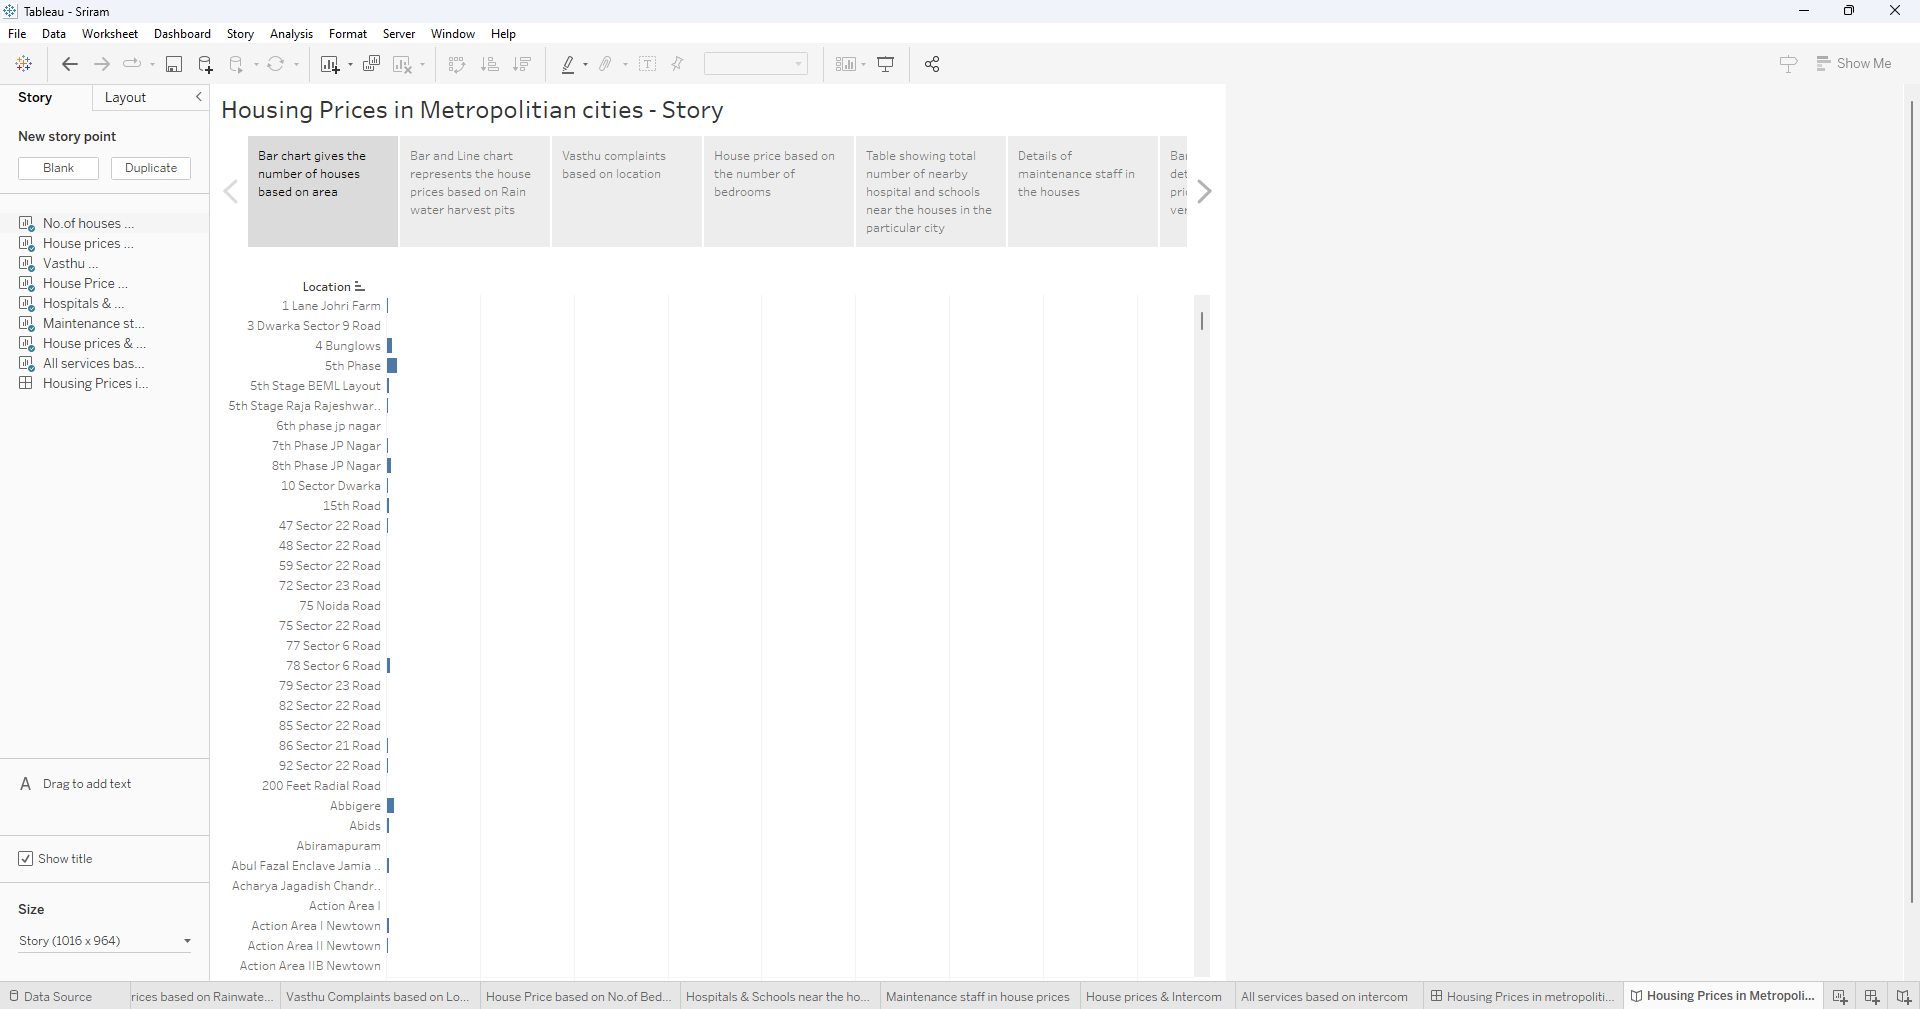 Tableau - Sriram
File Data Worksheet Dashboard Story Analysis Format Server Window Help
Show Me
Story Layout
New story point
Blank Duplicate
No.of houses ...
House prices ...
Vasthu ...
House Price ...
Hospitals & ...
Maintenance st...
House prices & ...
All services bas...
Housing Prices i...
A Drag to add text
Show title
Size
Story (1016 x 964)
Housing Prices in Metropolitian cities - Story
Bar chart gives the
number of houses
based on area
Bar and Line chart
represents the house
prices based on Rain
water harvest pits
Vasthu complaints
based on location
House price based on
the number of
bedrooms
Table showing total
number of nearby
hospital and schools
near the houses in the
particular city
Details of
maintenance staff in
the houses
Bar
det
pri
ver
Location
1 Lane Johri Farm
3 Dwarka Sector 9 Road
4 Bunglows
5th Phase
5th Stage BEML Layout
5th Stage Raja Rajeshwar..
6th phase jp nagar
7th Phase JP Nagar
8th Phase JP Nagar
10 Sector Dwarka
15th Road
47 Sector 22 Road
48 Sector 22 Road
59 Sector 22 Road
72 Sector 23 Road
75 Noida Road
75 Sector 22 Road
77 Sector 6 Road
78 Sector 6 Road
79 Sector 23 Road
82 Sector 22 Road
85 Sector 22 Road
86 Sector 21 Road
92 Sector 22 Road
200 Feet Radial Road
Abbigere
Abids
Abiramapuram
Abul Fazal Enclave Jamia ..
Acharya Jagadish Chandr..
Action Area I
Action Area I Newtown
Action Area II Newtown
Action Area IIB Newtown
Data Source rices based on Rainwate... Vasthu Complaints based on Lo... House Price based on No.of Bed... Hospitals & Schools near the ho... Maintenance staff in house prices House prices & Intercom All services based on intercom Housing Prices in metropoliti... Housing Prices in Metropoli...